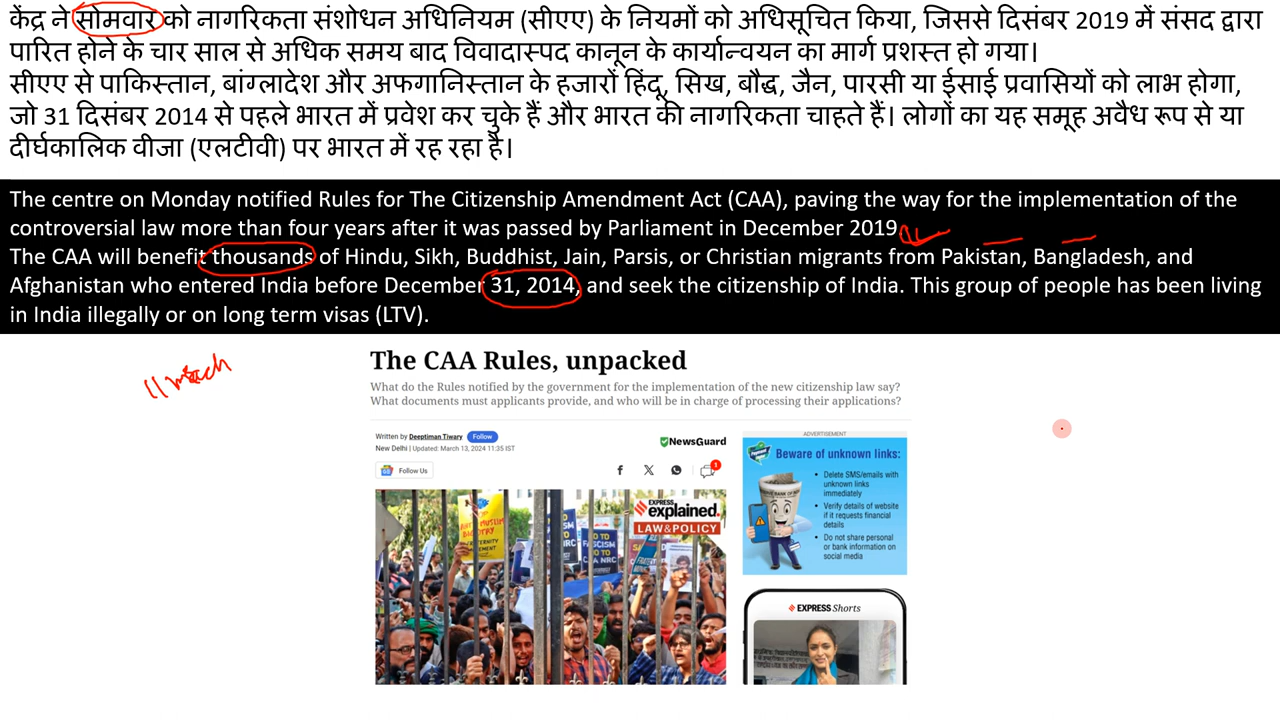 केंद्र ने सोमवार को नागरिकता संशोधन अधिनियम (सीएए) के नियमों को अधिसूचित किया, जिससे दिसंबर 2019 में संसद द्वारा
पारित होने के चार साल से अधिक समय बाद विवादास्पद कानून के कार्यान्वयन का मार्ग प्रशस्त हो गया।
सीएए से पाकिस्तान, बांग्लादेश और अफगानिस्तान के हजारों हिंदू, सिख, बौद्ध, जैन, पारसी या ईसाई प्रवासियों को लाभ होगा,
जो 31 दिसंबर 2014 से पहले भारत में प्रवेश कर चुके हैं और भारत की नागरिकता चाहते हैं। लोगों का यह समूह अवैध रूप से या
दीर्घकालिक वीजा (एलटीवी) पर भारत में रह रहा है।
The centre on Monday notified Rules for The Citizenship Amendment Act (CAA), paving the way for the implementation of the
controversial law more than four years after it was passed by Parliament in December 2019
The CAA will benefit thousands of Hindu, Sikh, Buddhist, Jain, Parsis, or Christian migrants from Pakistan, Bangladesh, and
Afghanistan who entered India before December 31, 2014, and seek the citizenship of India. This group of people has been living
in India illegally or on long term visas (LTV).
11 March
The CAA Rules, unpacked
What do the Rules notified by the government for the implementation of the new citizenship law say?
What documents must applicants provide, and who will be in charge of processing their applications?
Written by Deeptiman Tiwary Follow
New Delhi | Updated: March 13, 2024 11:35 IST
NewsGuard
Follow Us
1
EXPRESS
explained.
LAW & POLICY
ADVERTISEMENT
Beware of unknown links:
• Delete SMS/emails with
unknown links
immediately
• Verify details of website
if it requests financial
details
• Do not share personal
or bank information on
social media
EXPRESS Shorts